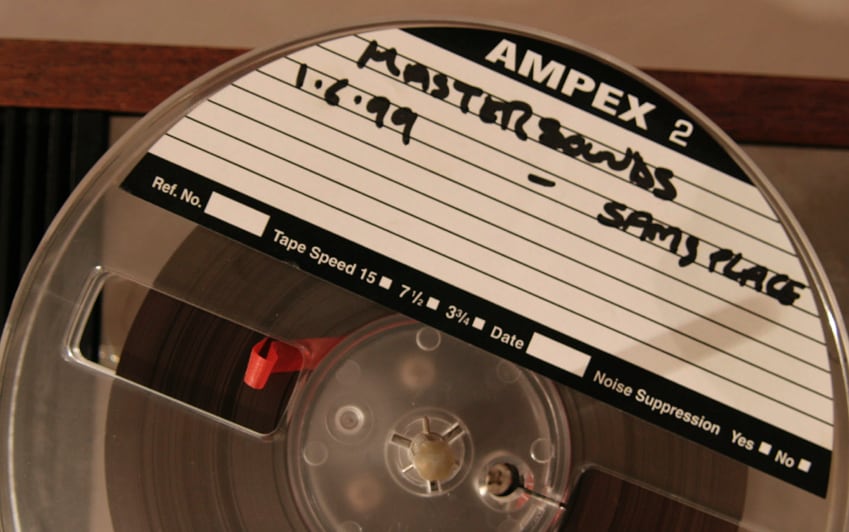 AMPEX 2
MASTERSOUNDS
1.6.99
-
SAMS PLACE
Ref. No.
Tape Speed 15 ■ 7½ ■ 3¾ ■ Date
Noise Suppression Yes ■ No ■